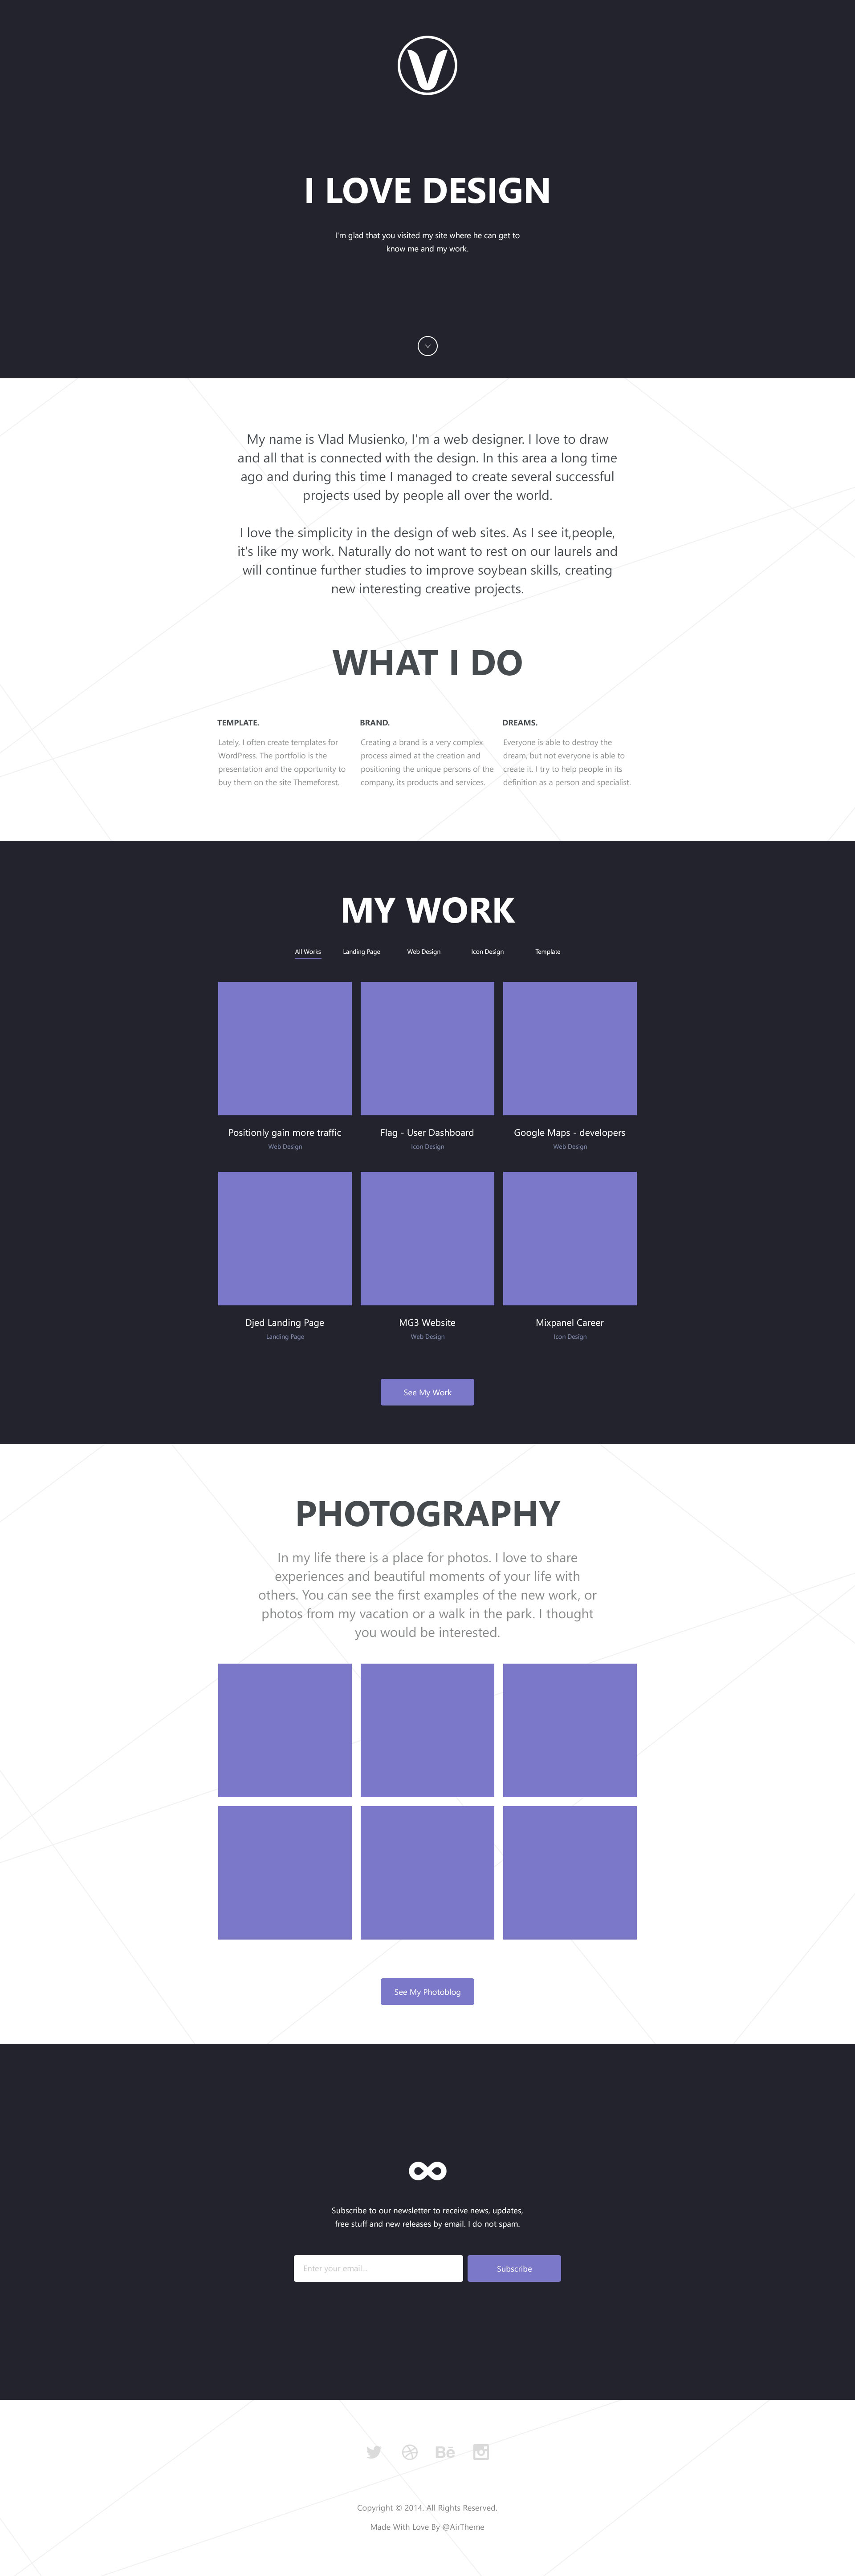 V
I LOVE DESIGN
I'm glad that you visited my site where he can get to
know me and my work.
My name is Vlad Musienko, I'm a web designer. I love to draw
and all that is connected with the design. In this area a long time
ago and during this time I managed to create several successful
projects used by people all over the world.
I love the simplicity in the design of web sites. As I see it,people,
it's like my work. Naturally do not want to rest on our laurels and
will continue further studies to improve soybean skills, creating
new interesting creative projects.
WHAT I DO
TEMPLATE.
Lately, I often create templates for
WordPress. The portfolio is the
presentation and the opportunity to
buy them on the site Themeforest.
BRAND.
Creating a brand is a very complex
process aimed at the creation and
positioning the unique persons of the
company, its products and services.
DREAMS.
Everyone is able to destroy the
dream, but not everyone is able to
create it. I try to help people in its
definition as a person and specialist.
MY WORK
All Works Landing Page Web Design Icon Design Template
Positionly gain more traffic
Web Design
Flag - User Dashboard
Icon Design
Google Maps - developers
Web Design
Djed Landing Page
Landing Page
MG3 Website
Web Design
Mixpanel Career
Icon Design
See My Work
PHOTOGRAPHY
In my life there is a place for photos. I love to share
experiences and beautiful moments of your life with
others. You can see the first examples of the new work, or
photos from my vacation or a walk in the park. I thought
you would be interested.
See My Photoblog
Subscribe to our newsletter to receive news, updates,
free stuff and new releases by email. I do not spam.
Enter your email... Subscribe
Bē
Copyright © 2014. All Rights Reserved.
Made With Love By @AirTheme